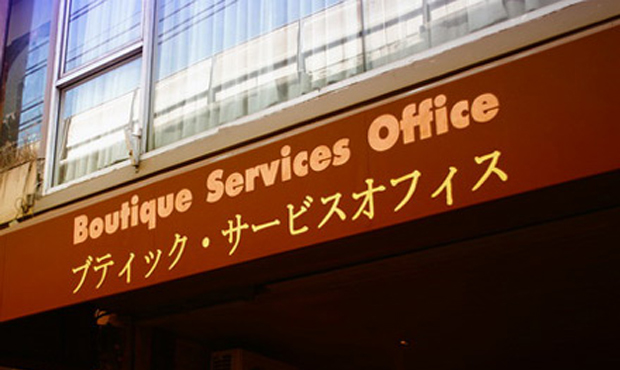 Boutique Services Office
ブティック・サービスオフィス